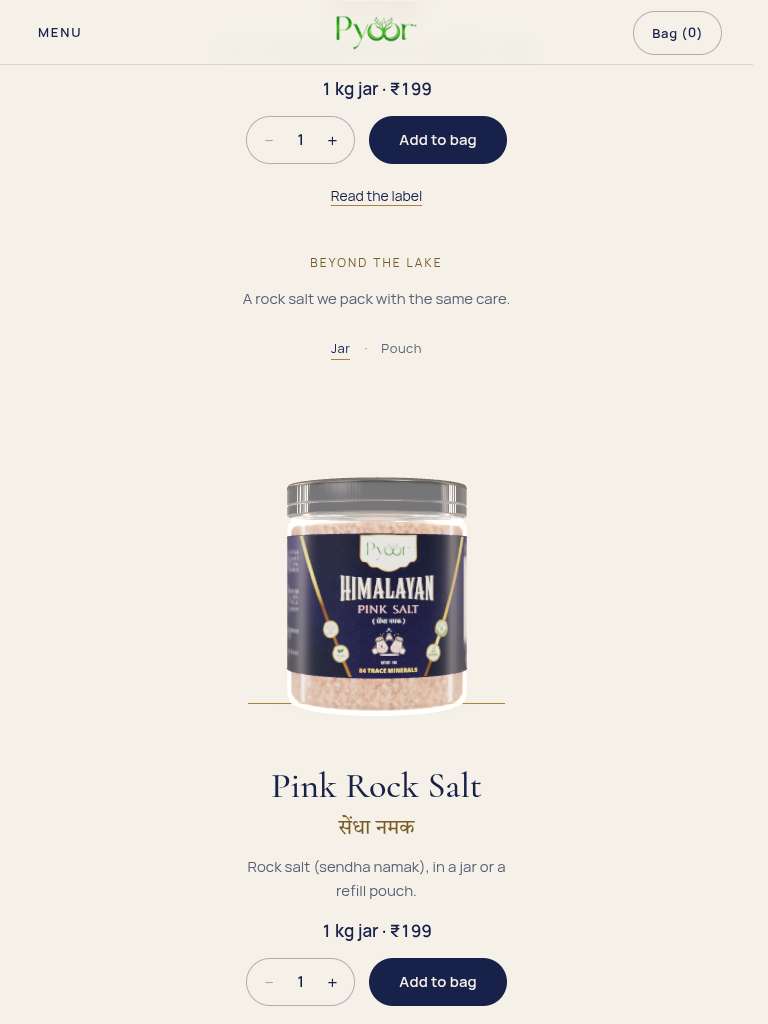 MENU
Pyoor
Bag (0)
1 kg jar · ₹199
− 1 +
Add to bag
Read the label
BEYOND THE LAKE
A rock salt we pack with the same care.
Jar · Pouch
Pyoor
HIMALAYAN
PINK SALT
(सेंधा नमक)
84 TRACE MINERALS
Pink Rock Salt
सेंधा नमक
Rock salt (sendha namak), in a jar or a
refill pouch.
1 kg jar · ₹199
− 1 +
Add to bag